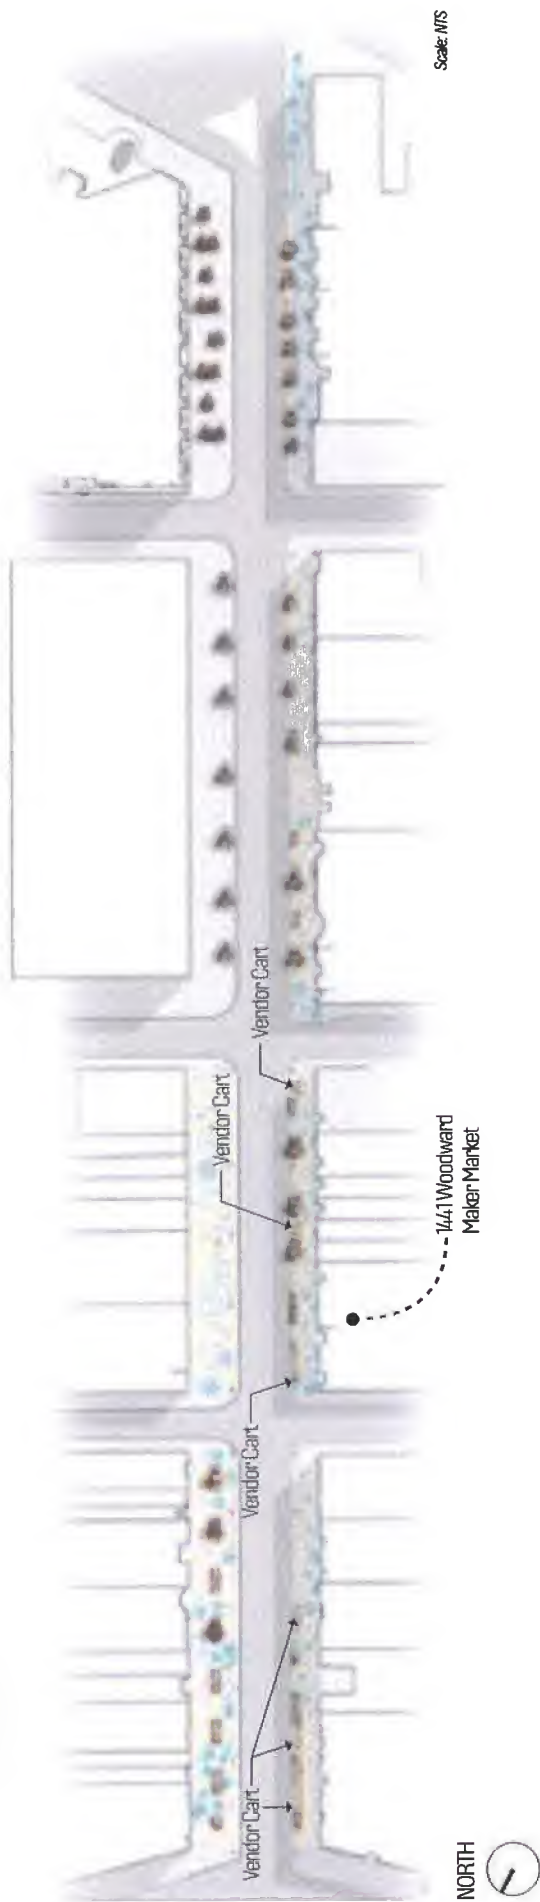 Scale: NTS
Vendor Cart
Vendor Cart
1441 Woodward
Maker Market
Vendor Cart
Vendor Cart
NORTH